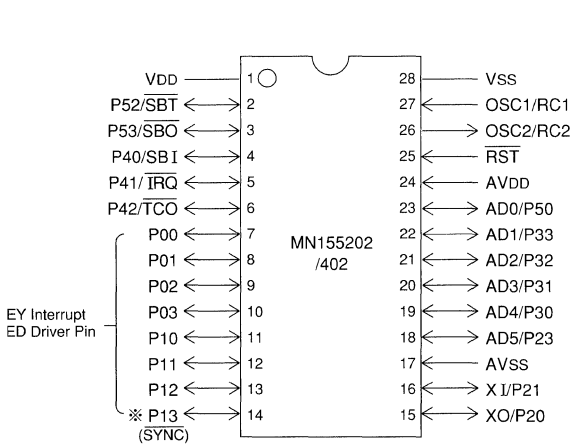 VDD 1 28 VSS
P52/SBT 2 27 OSC1/RC1
P53/SBO 3 26 OSC2/RC2
P40/SBI 4 25 RST
P41/IRQ 5 24 AVDD
P42/TCO 6 23 AD0/P50
P00 7 22 AD1/P33
MN155202
/402
P01 8 21 AD2/P32
P02 9 20 AD3/P31
EY Interrupt
ED Driver Pin
P03 10 19 AD4/P30
P10 11 18 AD5/P23
P11 12 17 AVSS
P12 13 16 XI/P21
※ P13 14 15 XO/P20
(SYNC)